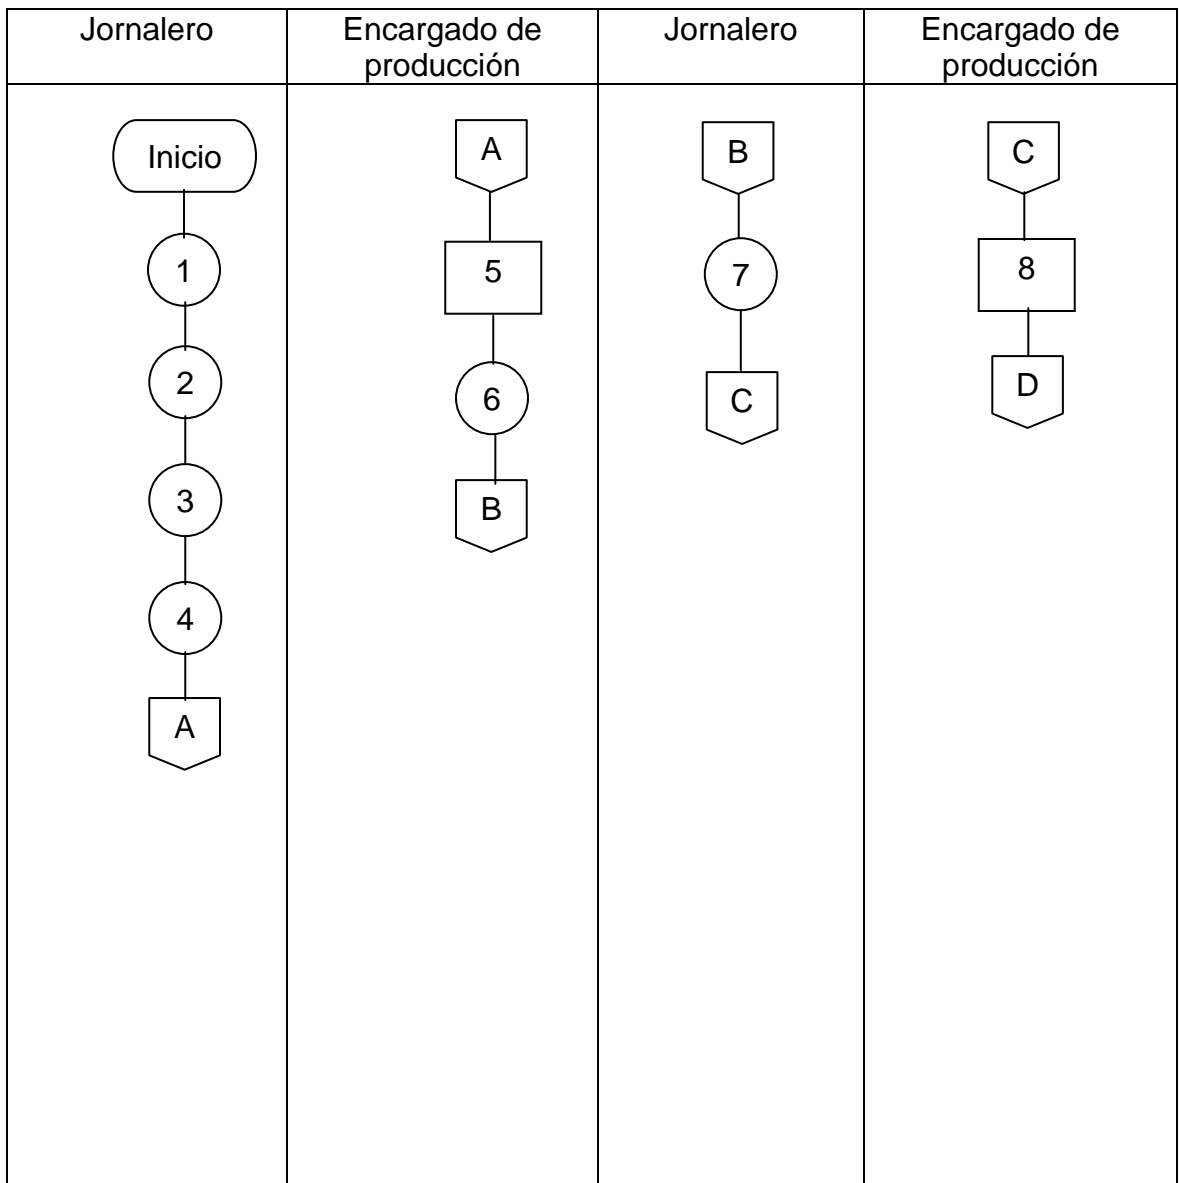 Jornalero
Encargado de
producción
Jornalero
Encargado de
producción
Inicio
1
2
3
4
A
A
5
6
B
B
7
C
C
8
D